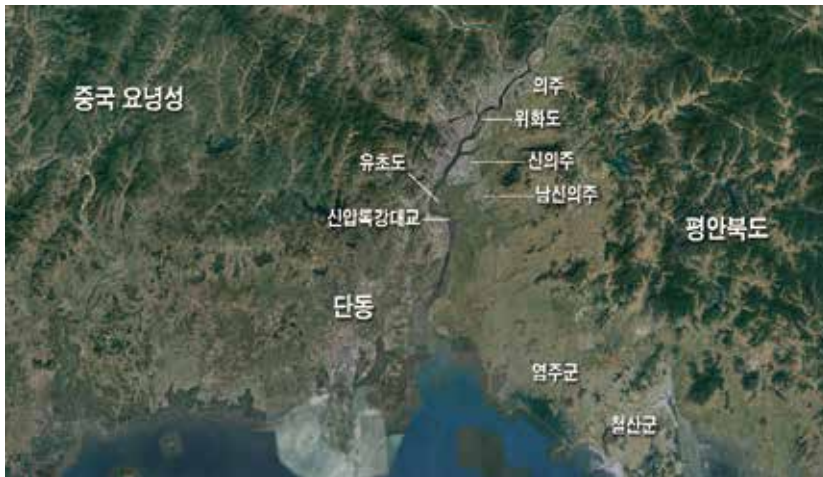 의주
중국 요녕성
위화도
유초도
신의주
남신의주
신압록강대교
평안북도
단동
염주군
철산군